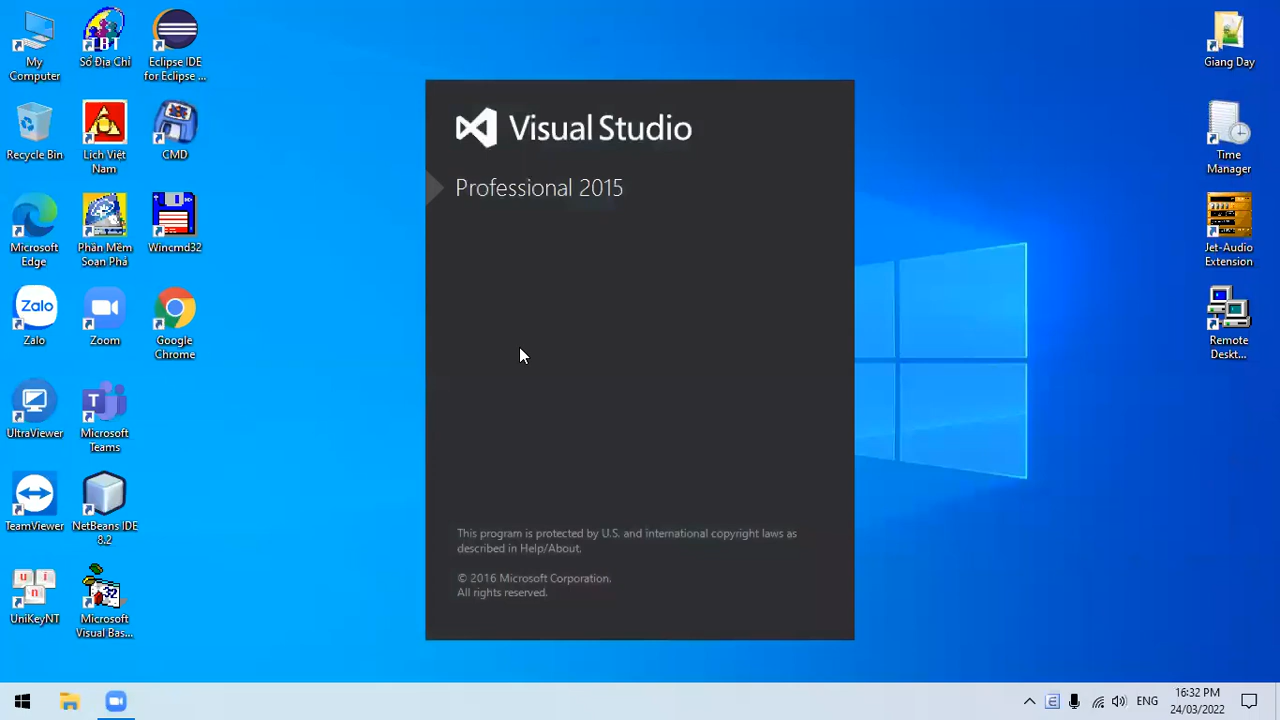 My
Computer
Sổ Địa Chỉ
Eclipse IDE
for Eclipse ...
Recycle Bin
Lịch Việt
Nam
CMD
Microsoft
Edge
Phần Mềm
Soạn Phả
Wincmd32
Zalo
Zalo
Zoom
Google
Chrome
UltraViewer
Microsoft
Teams
TeamViewer
NetBeans IDE
8.2
UniKeyNT
Microsoft
Visual Bas...
Visual Studio
Professional 2015
This program is protected by U.S. and international copyright laws as
described in Help/About.
© 2016 Microsoft Corporation.
All rights reserved.
Giang Day
Time
Manager
Jet-Audio
Extension
Remote
Deskt...
ENG
16:32 PM
24/03/2022